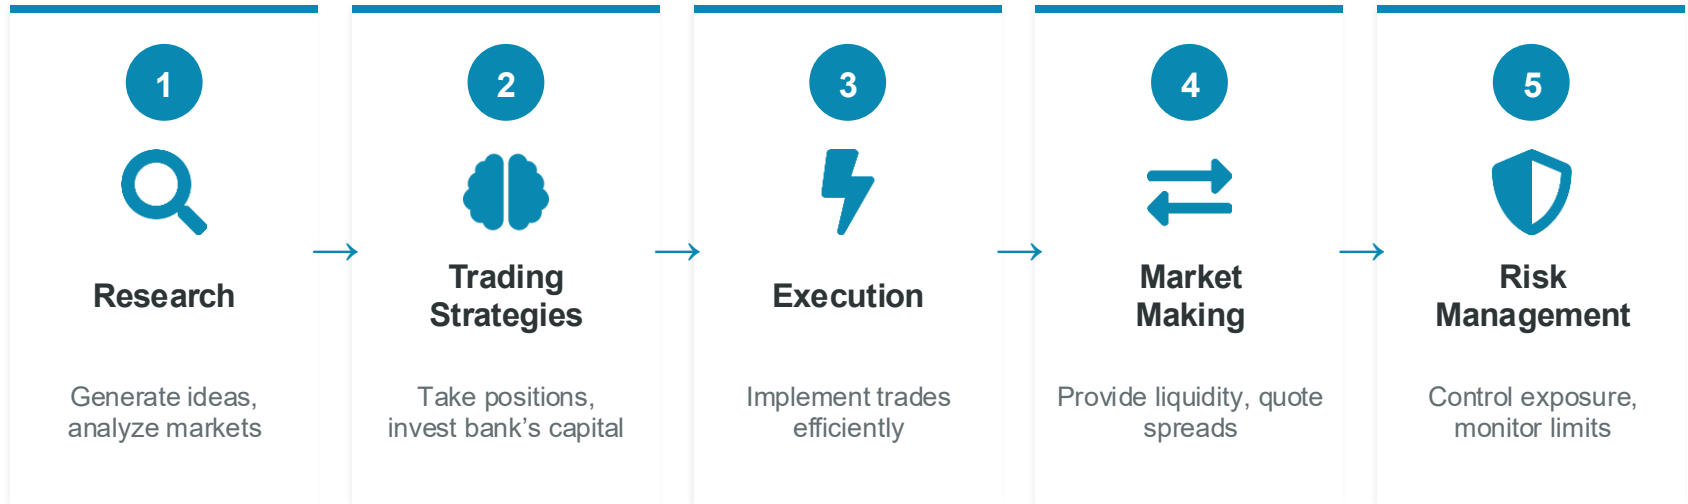 1
Research
Generate ideas,
analyze markets
→
2
Trading
Strategies
Take positions,
invest bank’s capital
→
3
Execution
Implement trades
efficiently
→
4
Market
Making
Provide liquidity, quote
spreads
→
5
Risk
Management
Control exposure,
monitor limits